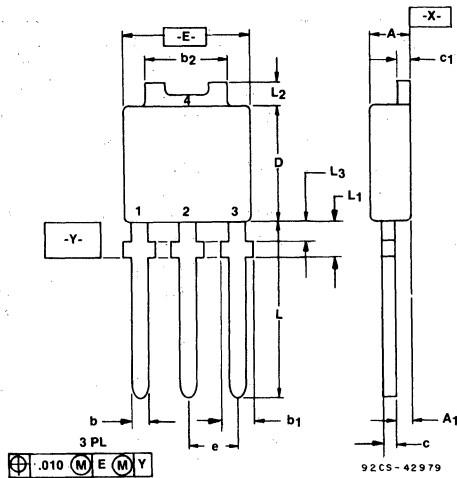 -E-
b2
4
L2
D
L3
L1
1 2 3
-Y-
L
b
b1
3 PL
e
⌖ .010 Ⓜ E Ⓜ Y
-X-
A
c1
A1
c
92CS-42979